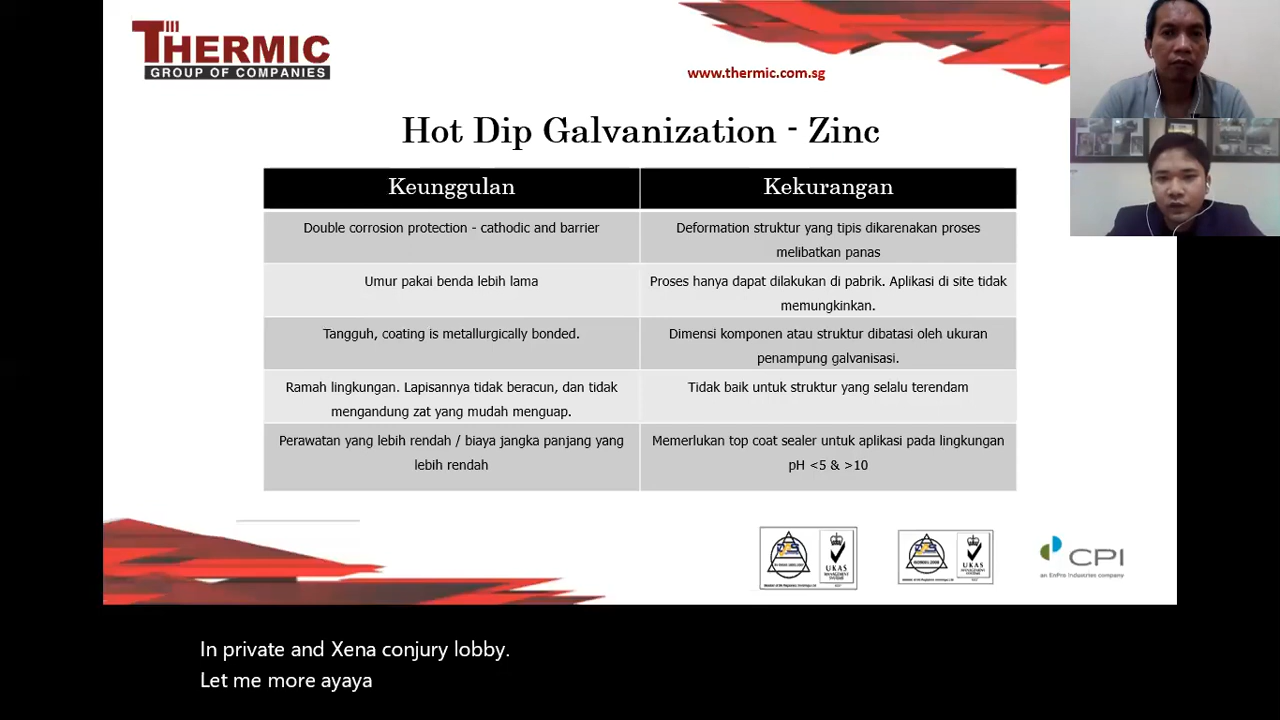 THERMIC
GROUP OF COMPANIES
www.thermic.com.sg
Hot Dip Galvanization - Zinc
Keunggulan
Kekurangan
Double corrosion protection - cathodic and barrier
Deformation struktur yang tipis dikarenakan proses
melibatkan panas
Umur pakai benda lebih lama
Proses hanya dapat dilakukan di pabrik. Aplikasi di site tidak
memungkinkan.
Tangguh, coating is metallurgically bonded.
Dimensi komponen atau struktur dibatasi oleh ukuran
penampung galvanisasi.
Ramah lingkungan. Lapisannya tidak beracun, dan tidak
mengandung zat yang mudah menguap.
Tidak baik untuk struktur yang selalu terendam
Perawatan yang lebih rendah / biaya jangka panjang yang
lebih rendah
Memerlukan top coat sealer untuk aplikasi pada lingkungan
pH <5 & >10
UKAS
MANAGEMENT
SYSTEMS
UKAS
MANAGEMENT
SYSTEMS
CPI
an EnPro Industries company
In private and Xena conjury lobby.
Let me more ayaya